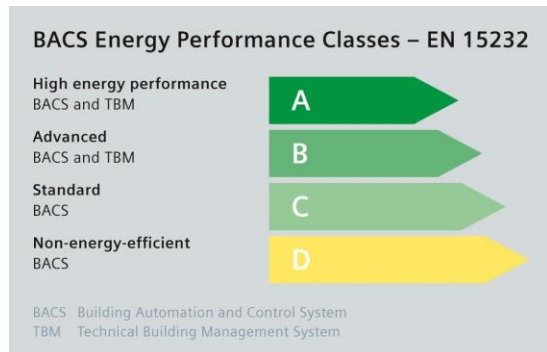 BACS Energy Performance Classes – EN 15232
High energy performance
BACS and TBM
A
Advanced
BACS and TBM
B
Standard
BACS
C
Non-energy-efficient
BACS
D
BACS Building Automation and Control System
TBM Technical Building Management System